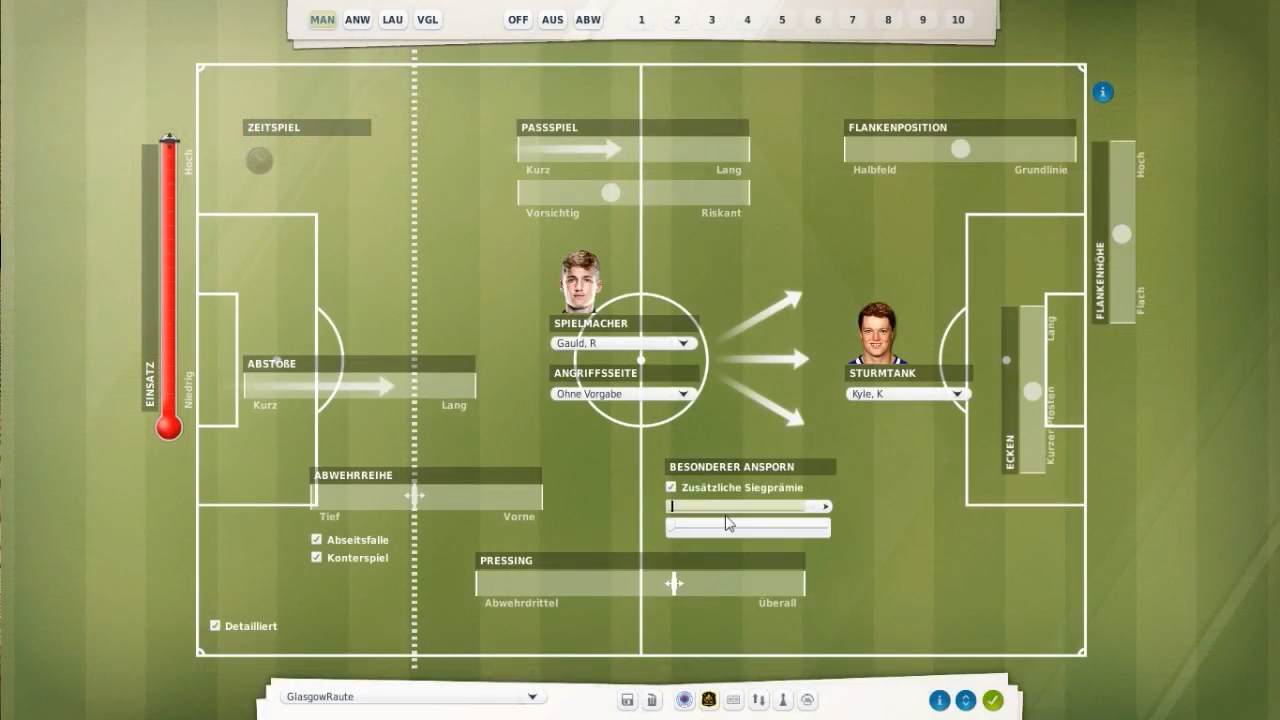 MAN ANW LAU VGL OFF AUS ABW 1 2 3 4 5 6 7 8 9 10
ZEITSPIEL
PASSSPIEL
Kurz Lang
Vorsichtig Riskant
FLANKENPOSITION
Halbfeld Grundlinie
Hoch
EINSATZ
Niedrig
Hoch
FLANKENHÖHE
Flach
SPIELMACHER
Gauld, R
ANGRIFFSSEITE
Ohne Vorgabe
STURMTANK
Kyle, K
ABSTÖßE
Kurz Lang
Lang
ECKEN
Kurzer Pfosten
ABWEHRREIHE
Tief Vorne
Abseitsfalle
Konterspiel
BESONDERER ANSPORN
Zusätzliche Siegprämie
PRESSING
Abwehrdrittel Überall
Detailliert
GlasgowRaute